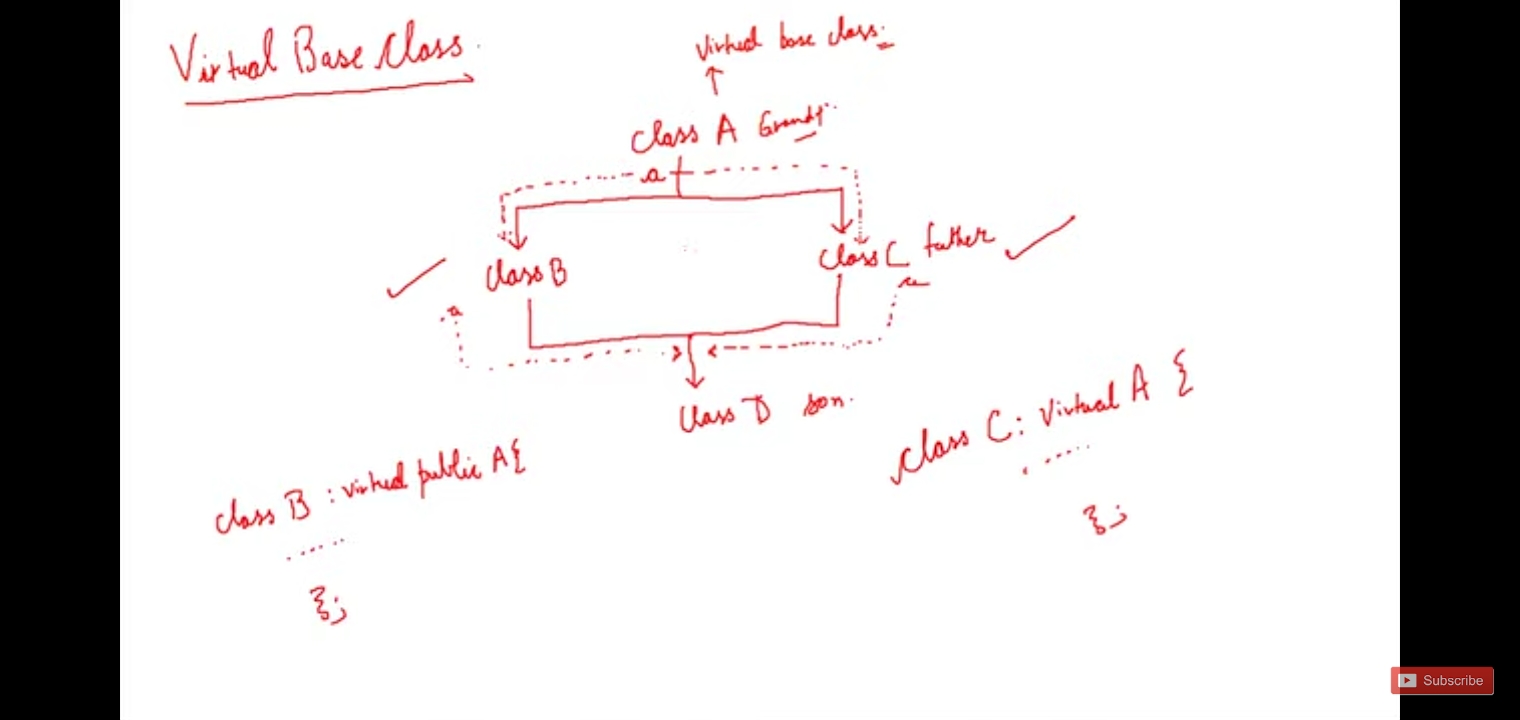 Virtual Base Class.
virtual base class.
Class A Grandf
a
Class B
Class C father
a
a
Class D son.
class B : virtual public A{
......
};
class C: Virtual A {
......
};
Subscribe